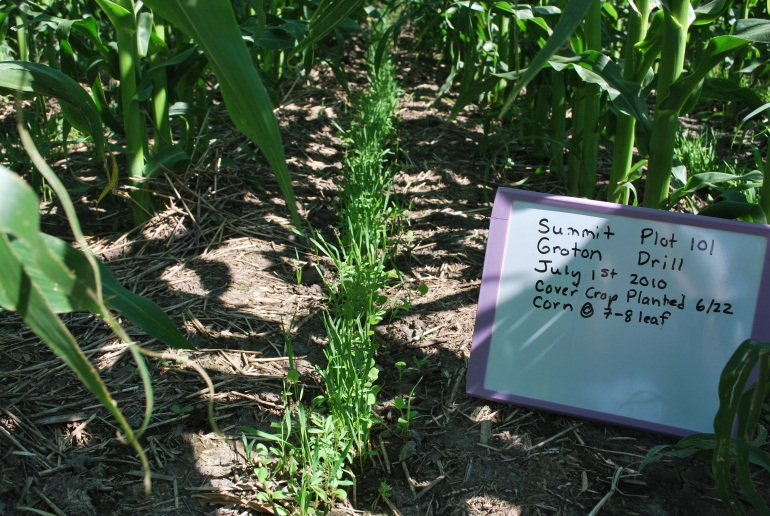 Summit Plot 101
Groton Drill
July 1st 2010
Cover Crop Planted 6/22
Corn @ 7-8 leaf